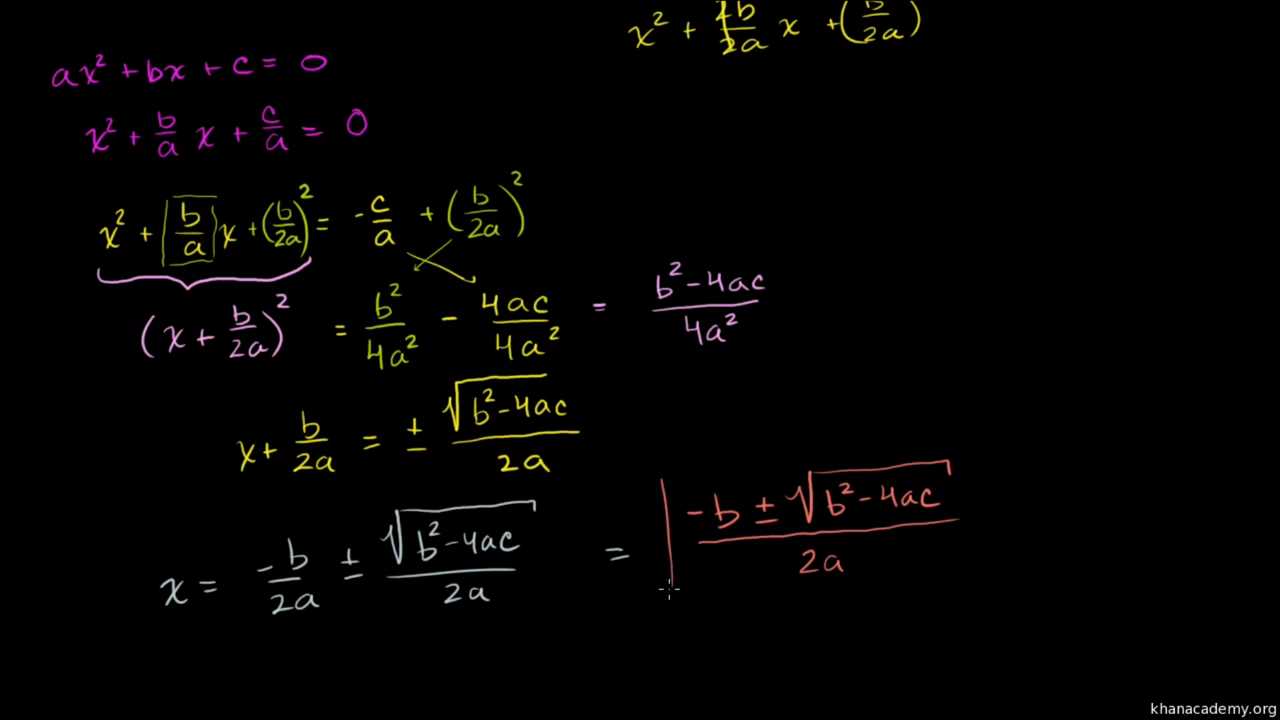 x² + 2b/2a x + (b/2a)
ax² + bx + c = 0
x² + b/a x + c/a = 0
x² + b/a x + (b/2a)² = -c/a + (b/2a)²
(x + b/2a)² = b²/4a² - 4ac/4a² = b² - 4ac/4a²
x + b/2a = ± √b² - 4ac/2a
x = -b/2a ± √b² - 4ac/2a = -b ± √b² - 4ac/2a
khanacademy.org